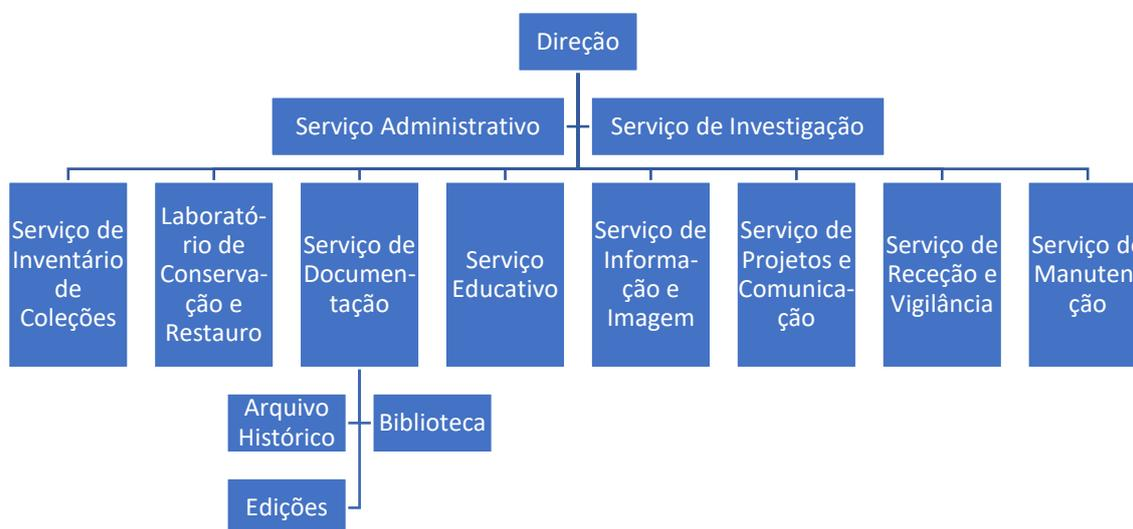 Direção
Serviço Administrativo
Serviço de Investigação
Serviço de
Inventário
de
Coleções
Laborató-
rio de
Conserva-
ção e
Restauro
Serviço de
Documen-
tação
Serviço
Educativo
Serviço de
Informa-
ção e
Imagem
Serviço de
Projetos e
Comunica-
ção
Serviço de
Receção e
Vigilância
Serviço de
Manuten
ção
Arquivo
Histórico
Biblioteca
Edições